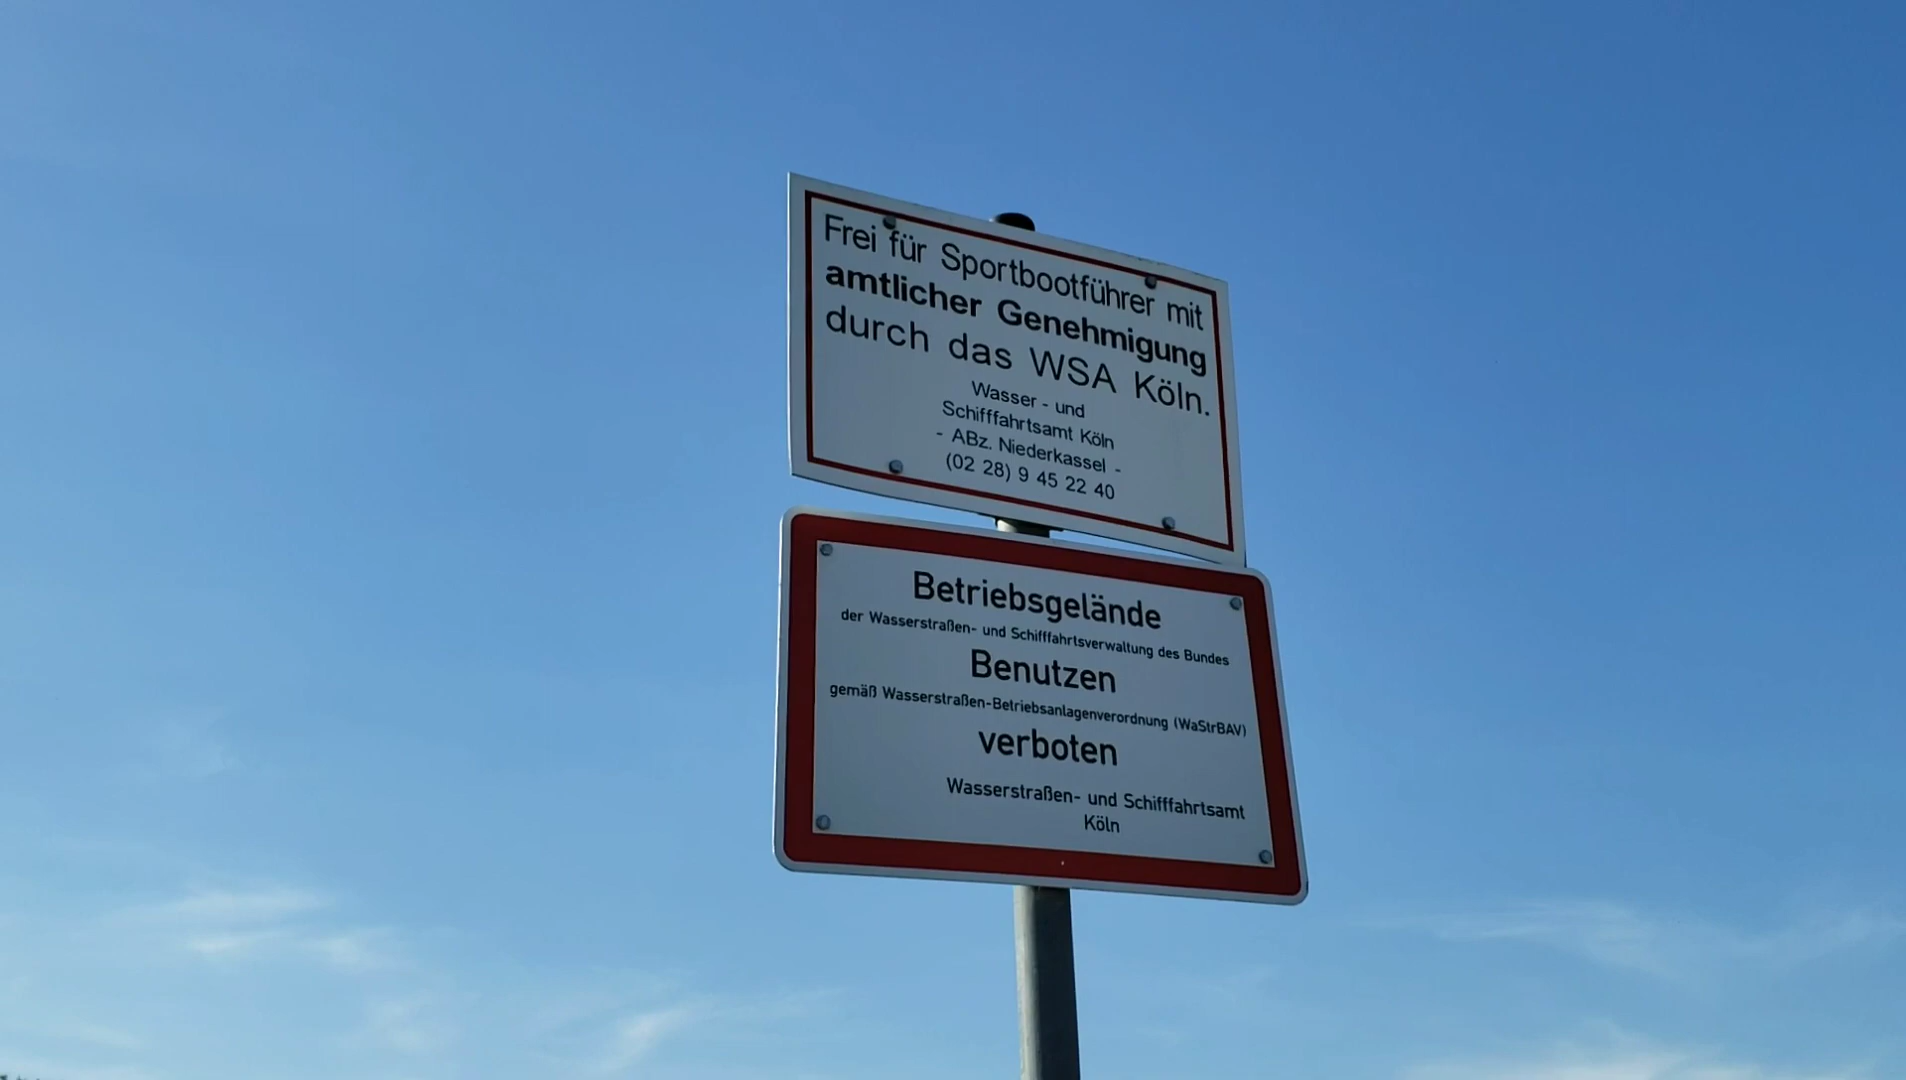 Frei für Sportbootführer mit
amtlicher Genehmigung
durch das WSA Köln.
Wasser - und
Schifffahrtsamt Köln
- ABz. Niederkassel -
(02 28) 9 45 22 40
Betriebsgelände
der Wasserstraßen- und Schifffahrtsverwaltung des Bundes
Benutzen
gemäß Wasserstraßen-Betriebsanlagenverordnung (WaStrBAV)
verboten
Wasserstraßen- und Schifffahrtsamt
Köln